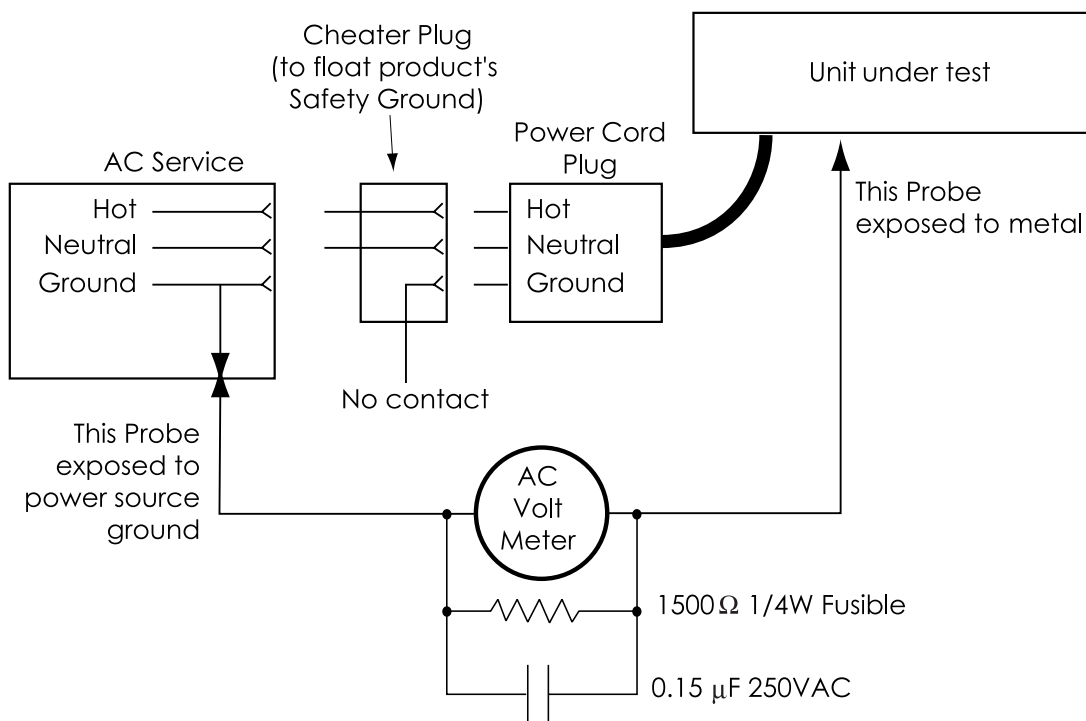 Cheater Plug
(to float product's
Safety Ground)
Unit under test
Power Cord
Plug
AC Service
This Probe
exposed to metal
Hot
Neutral
Ground
Hot
Neutral
Ground
No contact
This Probe
exposed to
power source
ground
AC
Volt
Meter
1500Ω 1/4W Fusible
0.15 µF 250VAC